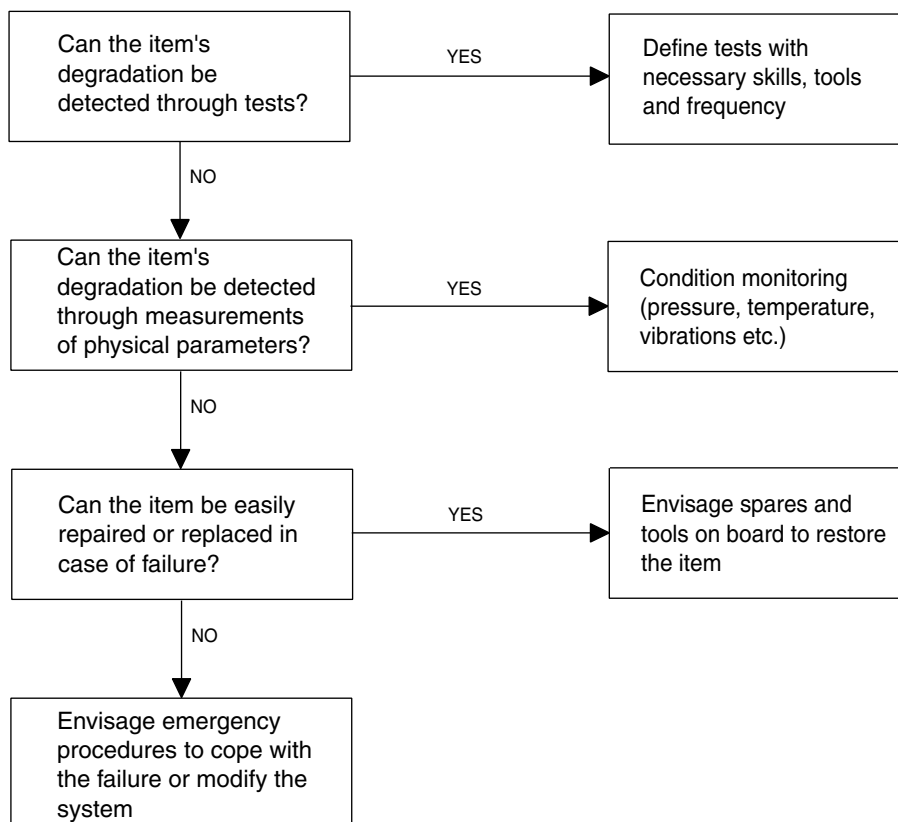 Can the item's
degradation be
detected through tests?
YES
Define tests with
necessary skills, tools
and frequency
NO
Can the item's
degradation be detected
through measurements
of physical parameters?
YES
Condition monitoring
(pressure, temperature,
vibrations etc.)
NO
Can the item be easily
repaired or replaced in
case of failure?
YES
Envisage spares and
tools on board to restore
the item
NO
Envisage emergency
procedures to cope with
the failure or modify the
system